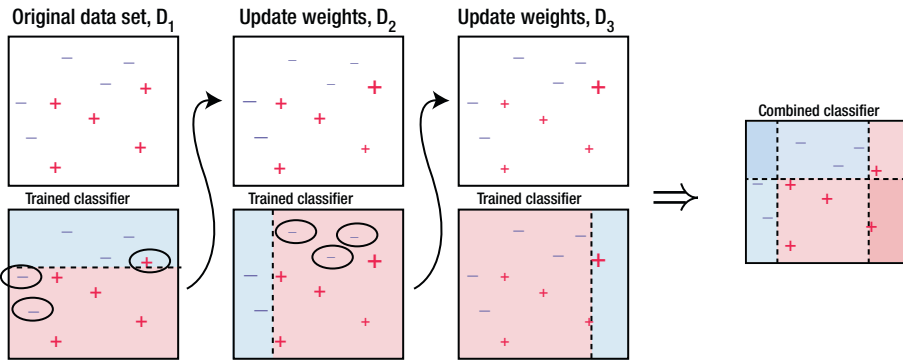 Original data set, D₁
Update weights, D₂
Update weights, D₃
Combined classifier
Trained classifier
Trained classifier
Trained classifier